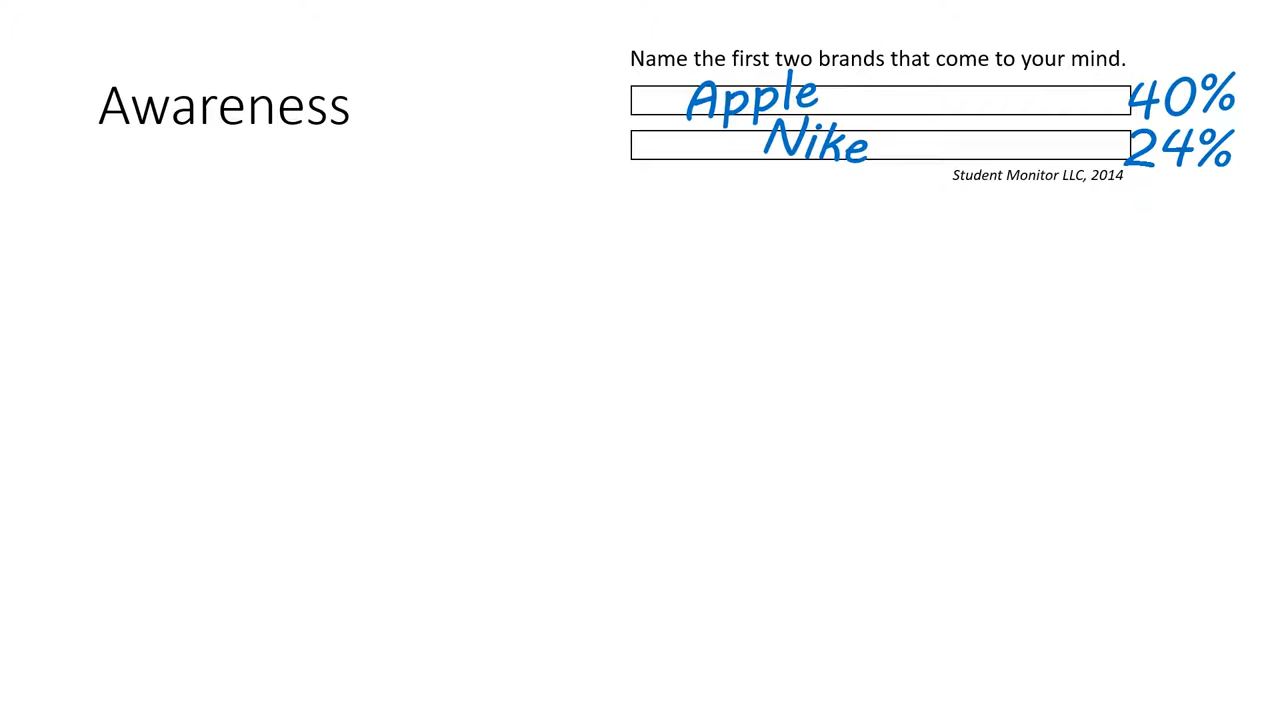 Awareness
Name the first two brands that come to your mind.
Apple 40%
Nike 24%
Student Monitor LLC, 2014